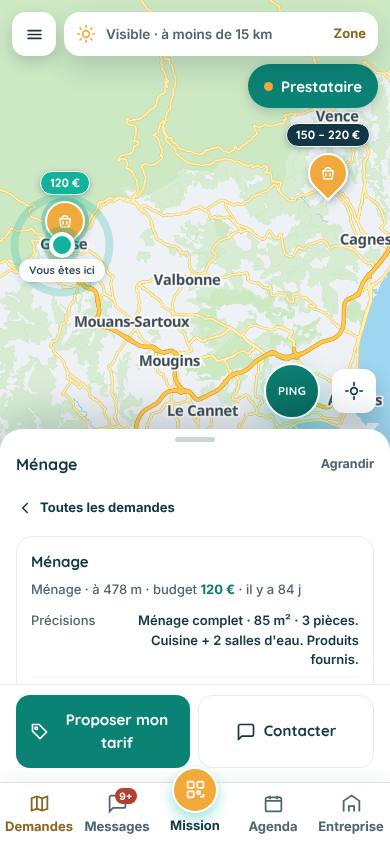 Visible · à moins de 15 km
Zone
Prestataire
Vence
150 – 220 €
120 €
Cagnes
Vous êtes ici
Valbonne
Mouans-Sartoux
Mougins
PING
Le Cannet
Ménage
Agrandir
Toutes les demandes
Ménage
Ménage · à 478 m · budget 120 € · il y a 84 j
Précisions
Ménage complet · 85 m² · 3 pièces.
Cuisine + 2 salles d'eau. Produits
fournis.
Proposer mon
tarif
Contacter
9+
Demandes
Messages
Mission
Agenda
Entreprise